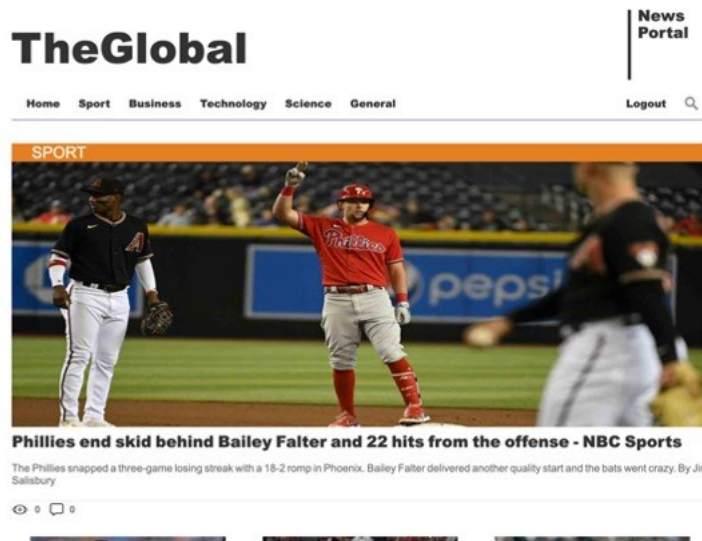 TheGlobal
News
Portal
Home Sport Business Technology Science General
Logout
SPORT
Phillies
pepsi
Phillies end skid behind Bailey Falter and 22 hits from the offense - NBC Sports
The Phillies snapped a three-game losing streak with a 18-2 romp in Phoenix. Bailey Falter delivered another quality start and the bats went crazy. By
Salisbury
0 0